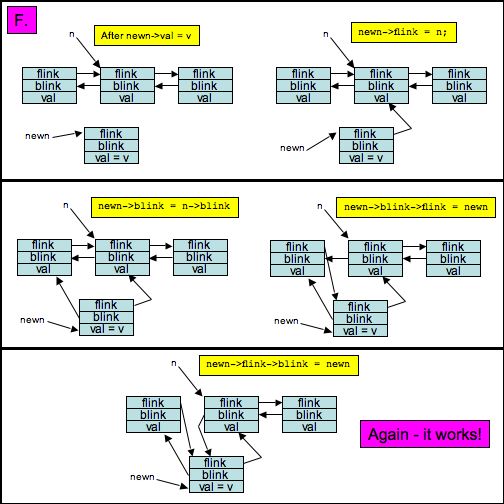 F.
n
After newn->val = v
flink flink flink
blink blink blink
val val val
newn
flink
blink
val = v
n
newn->flink = n;
flink flink flink
blink blink blink
val val val
newn
flink
blink
val = v
n
newn->blink = n->blink
flink flink flink
blink blink blink
val val val
newn
flink
blink
val = v
n
newn->blink->flink = newn
flink flink flink
blink blink blink
val val val
newn
flink
blink
val = v
n
newn->flink->blink = newn
flink flink flink
blink blink blink
val val val
newn
flink
blink
val = v
Again - it works!